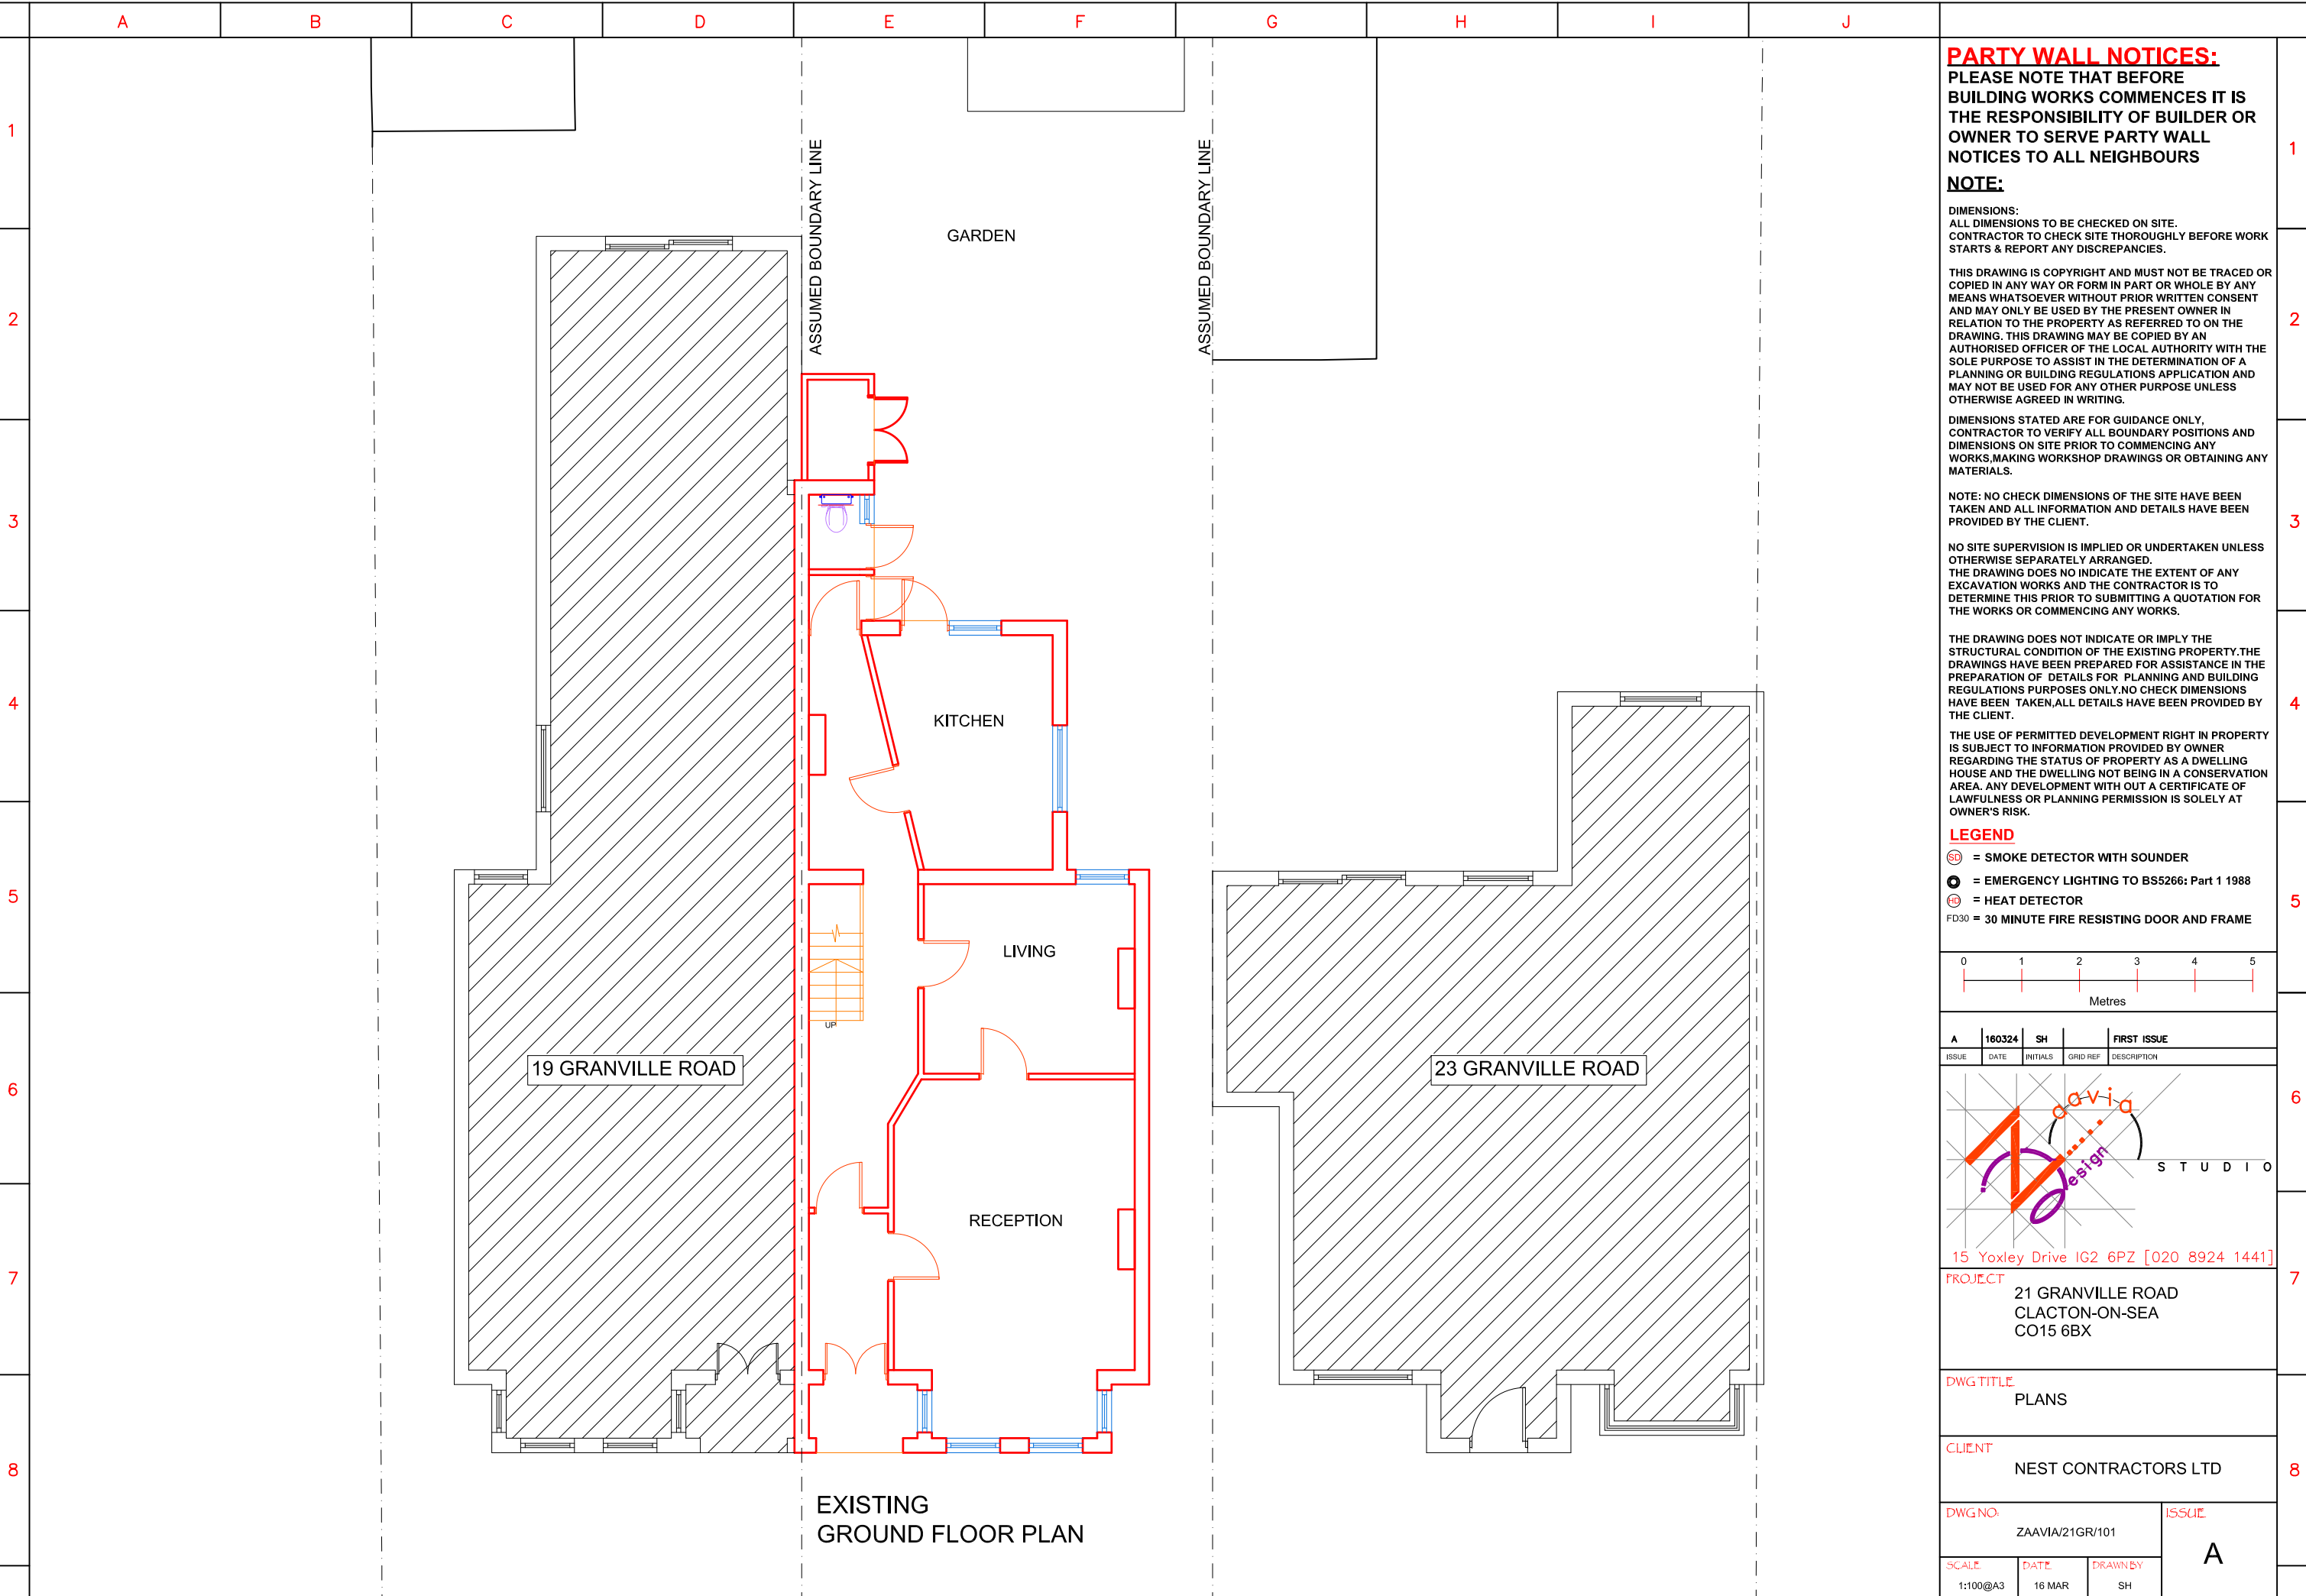 A B C D E F G H I J
1
2
3
4
5
6
7
8
ASSUMED BOUNDARY LINE
ASSUMED BOUNDARY LINE
GARDEN
KITCHEN
LIVING
UP
19 GRANVILLE ROAD
23 GRANVILLE ROAD
RECEPTION
EXISTING
GROUND FLOOR PLAN
PARTY WALL NOTICES:
PLEASE NOTE THAT BEFORE
BUILDING WORKS COMMENCES IT IS
THE RESPONSIBILITY OF BUILDER OR
OWNER TO SERVE PARTY WALL
NOTICES TO ALL NEIGHBOURS
NOTE:
DIMENSIONS:
ALL DIMENSIONS TO BE CHECKED ON SITE.
CONTRACTOR TO CHECK SITE THOROUGHLY BEFORE WORK
STARTS & REPORT ANY DISCREPANCIES.
THIS DRAWING IS COPYRIGHT AND MUST NOT BE TRACED OR
COPIED IN ANY WAY OR FORM IN PART OR WHOLE BY ANY
MEANS WHATSOEVER WITHOUT PRIOR WRITTEN CONSENT
AND MAY ONLY BE USED BY THE PRESENT OWNER IN
RELATION TO THE PROPERTY AS REFERRED TO ON THE
DRAWING. THIS DRAWING MAY BE COPIED BY AN
AUTHORISED OFFICER OF THE LOCAL AUTHORITY WITH THE
SOLE PURPOSE TO ASSIST IN THE DETERMINATION OF A
PLANNING OR BUILDING REGULATIONS APPLICATION AND
MAY NOT BE USED FOR ANY OTHER PURPOSE UNLESS
OTHERWISE AGREED IN WRITING.
DIMENSIONS STATED ARE FOR GUIDANCE ONLY,
CONTRACTOR TO VERIFY ALL BOUNDARY POSITIONS AND
DIMENSIONS ON SITE PRIOR TO COMMENCING ANY
WORKS,MAKING WORKSHOP DRAWINGS OR OBTAINING ANY
MATERIALS.
NOTE: NO CHECK DIMENSIONS OF THE SITE HAVE BEEN
TAKEN AND ALL INFORMATION AND DETAILS HAVE BEEN
PROVIDED BY THE CLIENT.
NO SITE SUPERVISION IS IMPLIED OR UNDERTAKEN UNLESS
OTHERWISE SEPARATELY ARRANGED.
THE DRAWING DOES NO INDICATE THE EXTENT OF ANY
EXCAVATION WORKS AND THE CONTRACTOR IS TO
DETERMINE THIS PRIOR TO SUBMITTING A QUOTATION FOR
THE WORKS OR COMMENCING ANY WORKS.
THE DRAWING DOES NOT INDICATE OR IMPLY THE
STRUCTURAL CONDITION OF THE EXISTING PROPERTY.THE
DRAWINGS HAVE BEEN PREPARED FOR ASSISTANCE IN THE
PREPARATION OF DETAILS FOR PLANNING AND BUILDING
REGULATIONS PURPOSES ONLY.NO CHECK DIMENSIONS
HAVE BEEN TAKEN,ALL DETAILS HAVE BEEN PROVIDED BY
THE CLIENT.
THE USE OF PERMITTED DEVELOPMENT RIGHT IN PROPERTY
IS SUBJECT TO INFORMATION PROVIDED BY OWNER
REGARDING THE STATUS OF PROPERTY AS A DWELLING
HOUSE AND THE DWELLING NOT BEING IN A CONSERVATION
AREA. ANY DEVELOPMENT WITH OUT A CERTIFICATE OF
LAWFULNESS OR PLANNING PERMISSION IS SOLELY AT
OWNER'S RISK.
LEGEND
SD = SMOKE DETECTOR WITH SOUNDER
= EMERGENCY LIGHTING TO BS5266: Part 1 1988
HD = HEAT DETECTOR
FD30 = 30 MINUTE FIRE RESISTING DOOR AND FRAME
0 1 2 3 4 5
Metres
A 160324 SH FIRST ISSUE
ISSUE DATE INITIALS GRID REF DESCRIPTION
Zaavia
Design
STUDIO
15 Yoxley Drive IG2 6PZ [020 8924 1441]
PROJECT
21 GRANVILLE ROAD
CLACTON-ON-SEA
CO15 6BX
DWG TITLE
PLANS
CLIENT
NEST CONTRACTORS LTD
DWG NO.
ZAAVIA/21GR/101
ISSUE
A
SCALE DATE DRAWN BY
1:100@A3 16 MAR SH
1
2
3
4
5
6
7
8